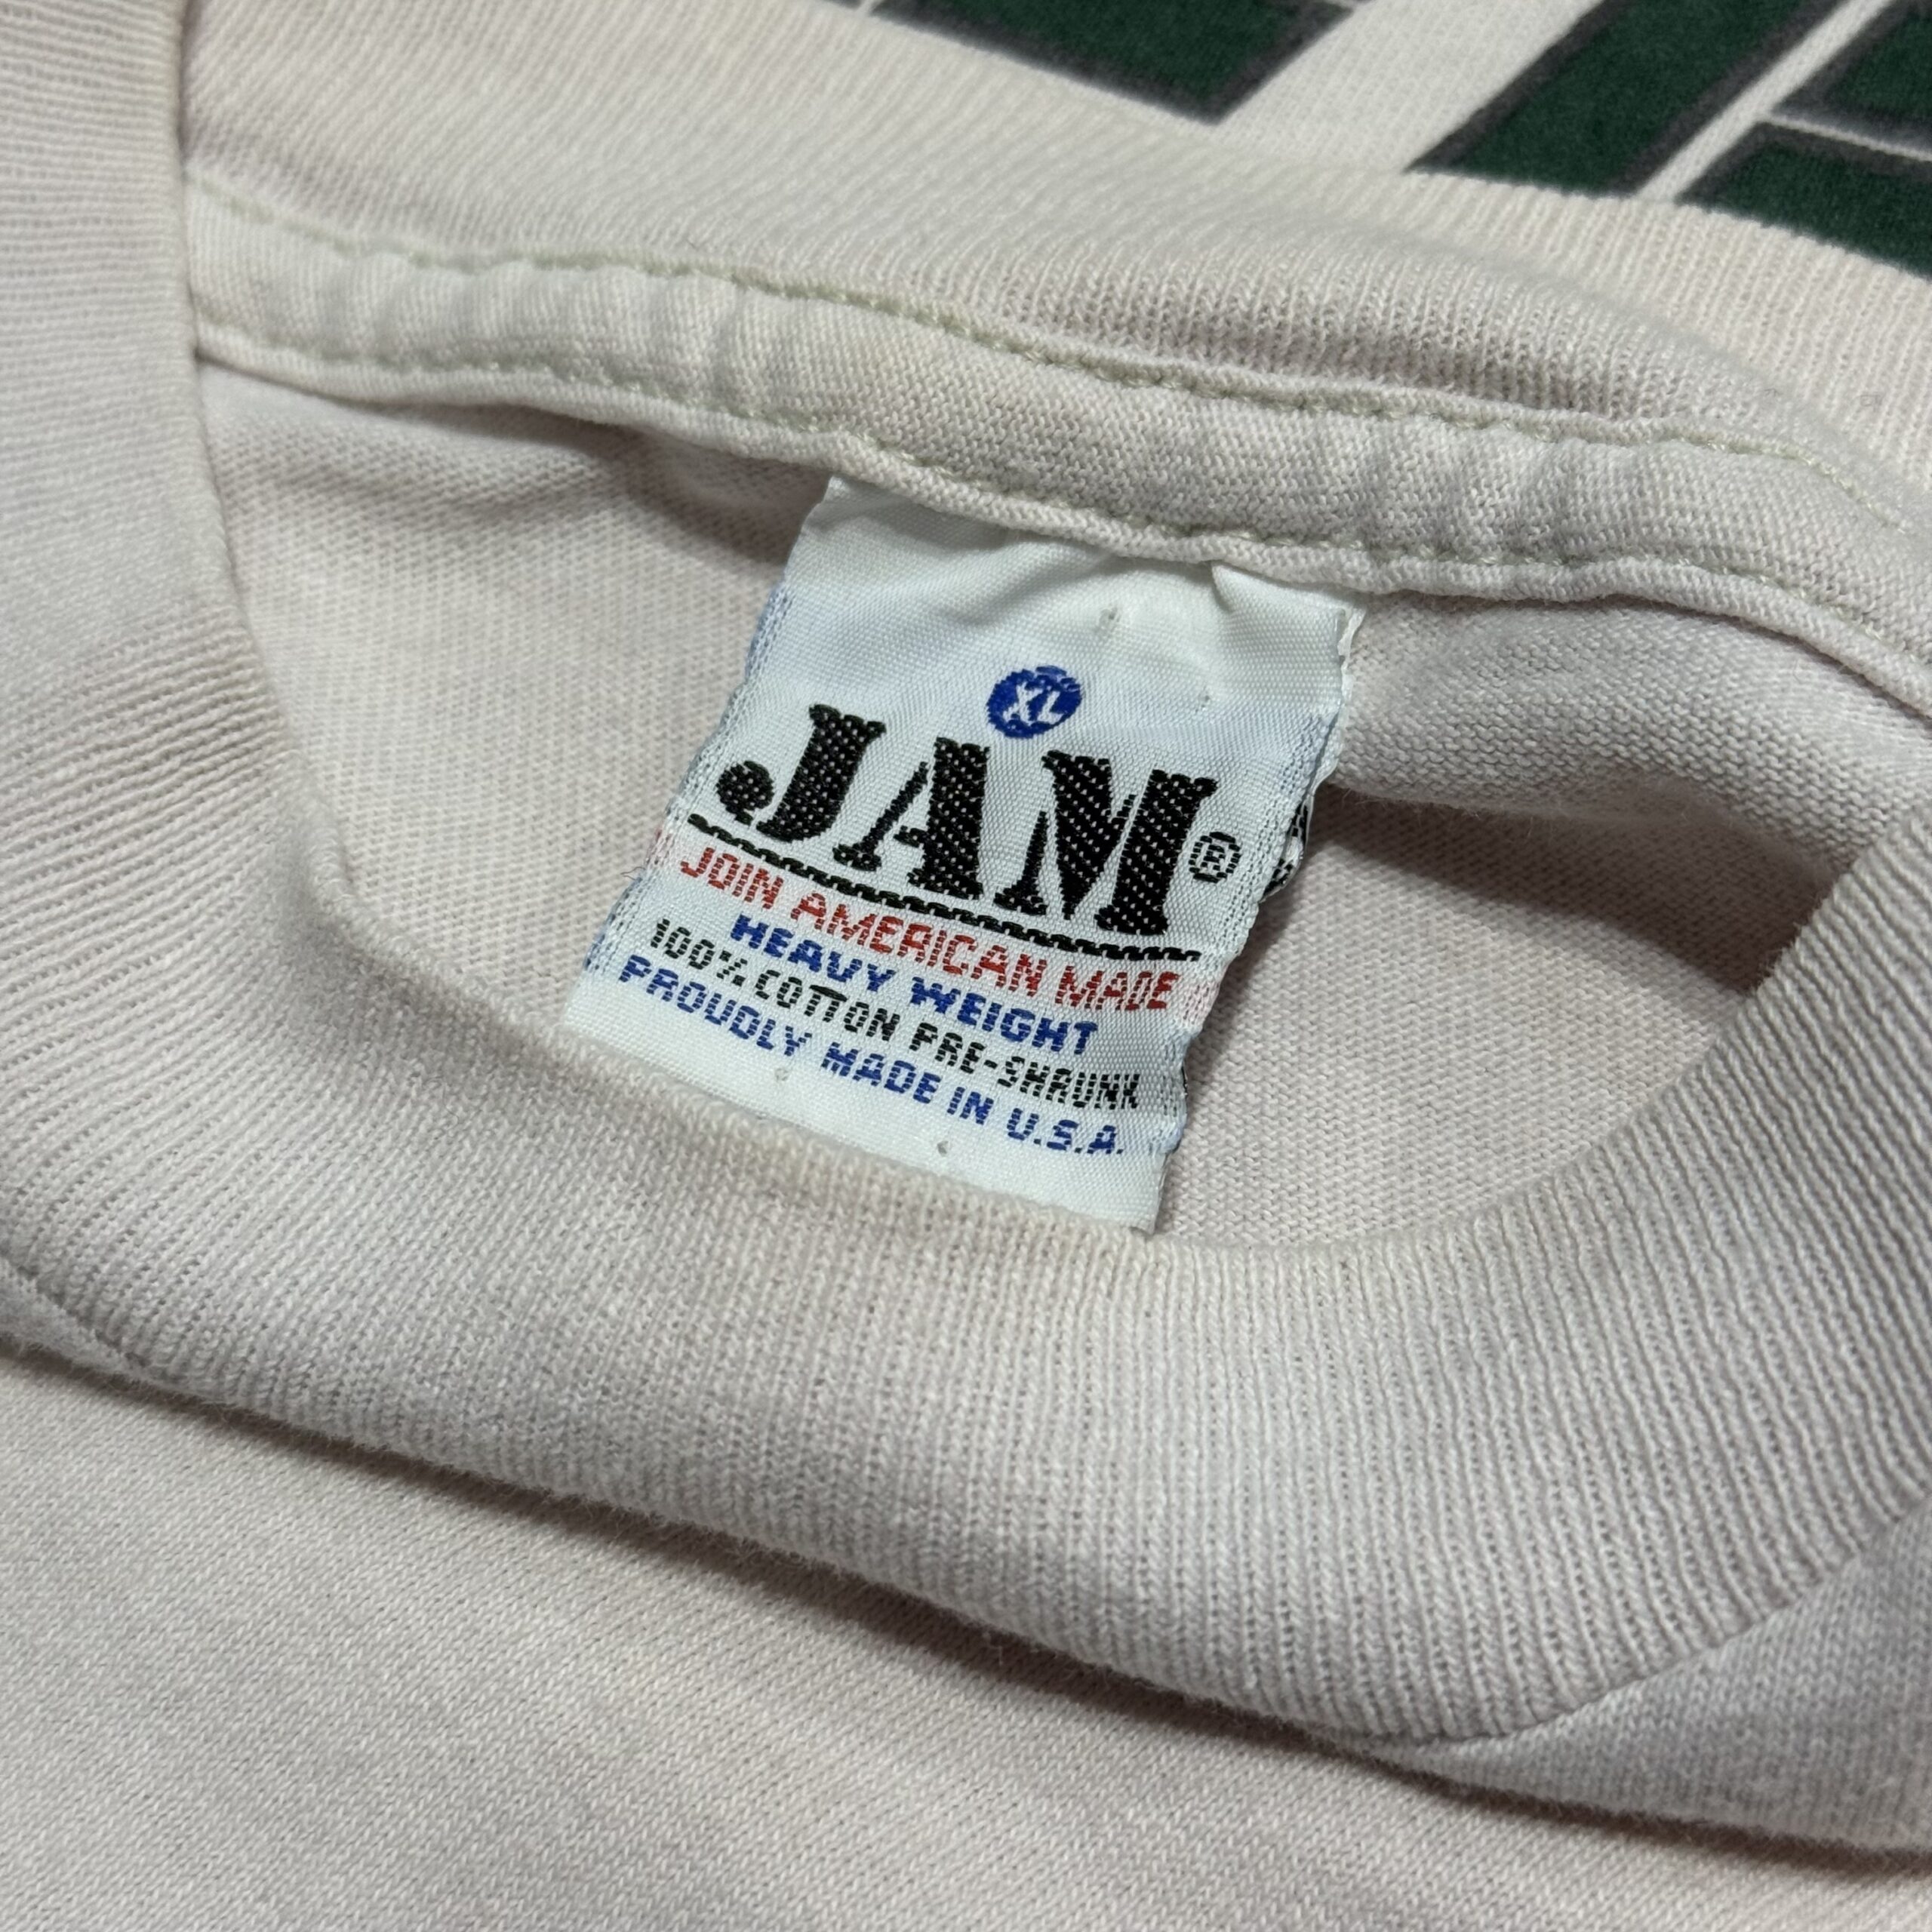 XL
JAM®
JOIN AMERICAN MADE
HEAVY WEIGHT
100% COTTON PRE-SHRUNK
PROUDLY MADE IN U.S.A.